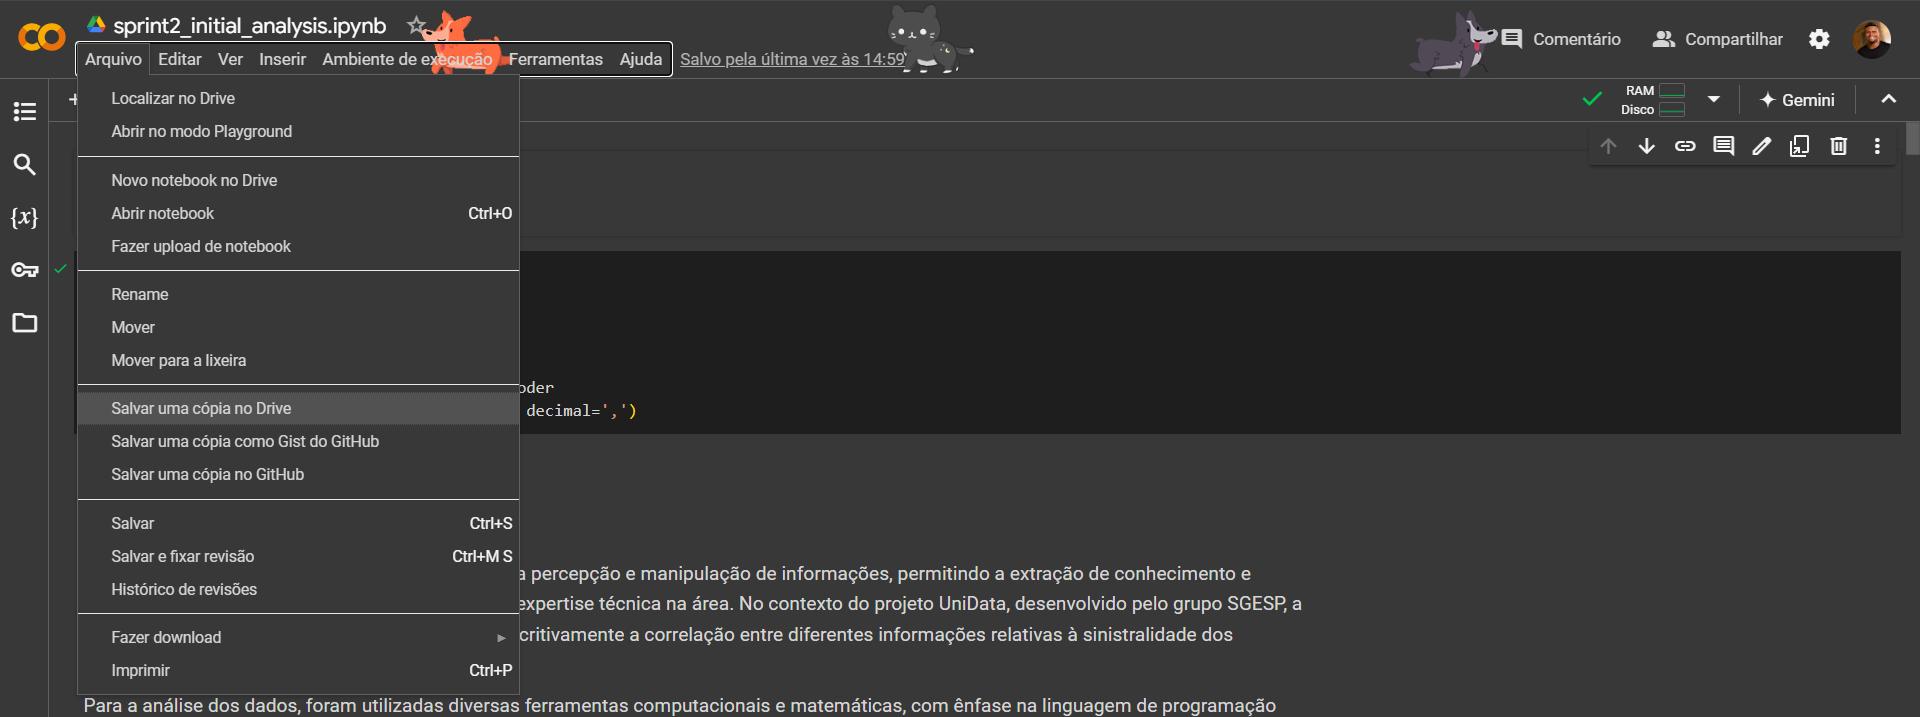 sprint2_initial_analysis.ipynb
Arquivo Editar Ver Inserir Ambiente de execução Ferramentas Ajuda Salvo pela última vez às 14:59
Comentário Compartilhar
Localizar no Drive
Abrir no modo Playground
Novo notebook no Drive
Abrir notebook Ctrl+O
Fazer upload de notebook
Rename
Mover
Mover para a lixeira
Salvar uma cópia no Drive
Salvar uma cópia como Gist do GitHub
Salvar uma cópia no GitHub
Salvar Ctrl+S
Salvar e fixar revisão Ctrl+M S
Histórico de revisões
Fazer download
Imprimir Ctrl+P
RAM
Disco
Gemini
{x}
oder
decimal=',')
a percepção e manipulação de informações, permitindo a extração de conhecimento e
expertise técnica na área. No contexto do projeto UniData, desenvolvido pelo grupo SGESP, a
critivamente a correlação entre diferentes informações relativas à sinistralidade dos
Para a análise dos dados, foram utilizadas diversas ferramentas computacionais e matemáticas, com ênfase na linguagem de programação